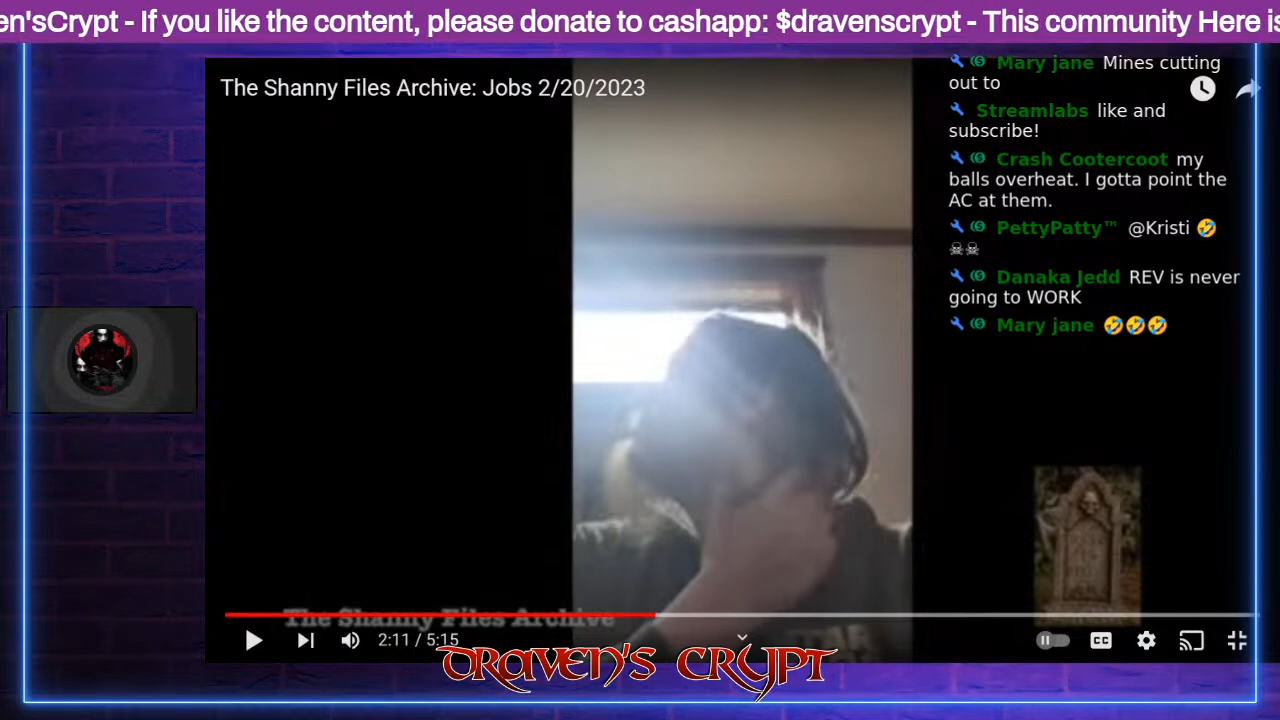 en'sCrypt - If you like the content, please donate to cashapp: $dravenscrypt - This community Here is
The Shanny Files Archive: Jobs 2/20/2023
Mary jane Mines cutting
out to
Streamlabs like and
subscribe!
Crash Cootercoot my
balls overheat. I gotta point the
AC at them.
PettyPatty™ @Kristi 🤣
☠☠
Danaka Jedd REV is never
going to WORK
Mary jane 🤣🤣🤣
The Shanny Files Archive
2:11 / 5:15
CC
DRAVEN'S CRYPT